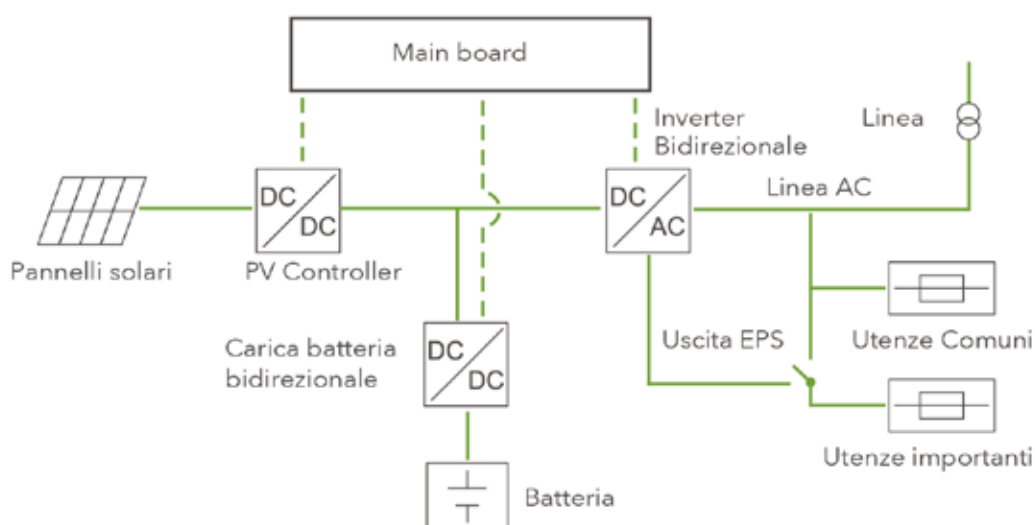 Main board
Inverter
Bidirezionale
Linea
DC
DC
DC
AC
Linea AC
Pannelli solari
PV Controller
Carica batteria
bidirezionale
DC
DC
Uscita EPS
Utenze Comuni
Utenze importanti
Batteria